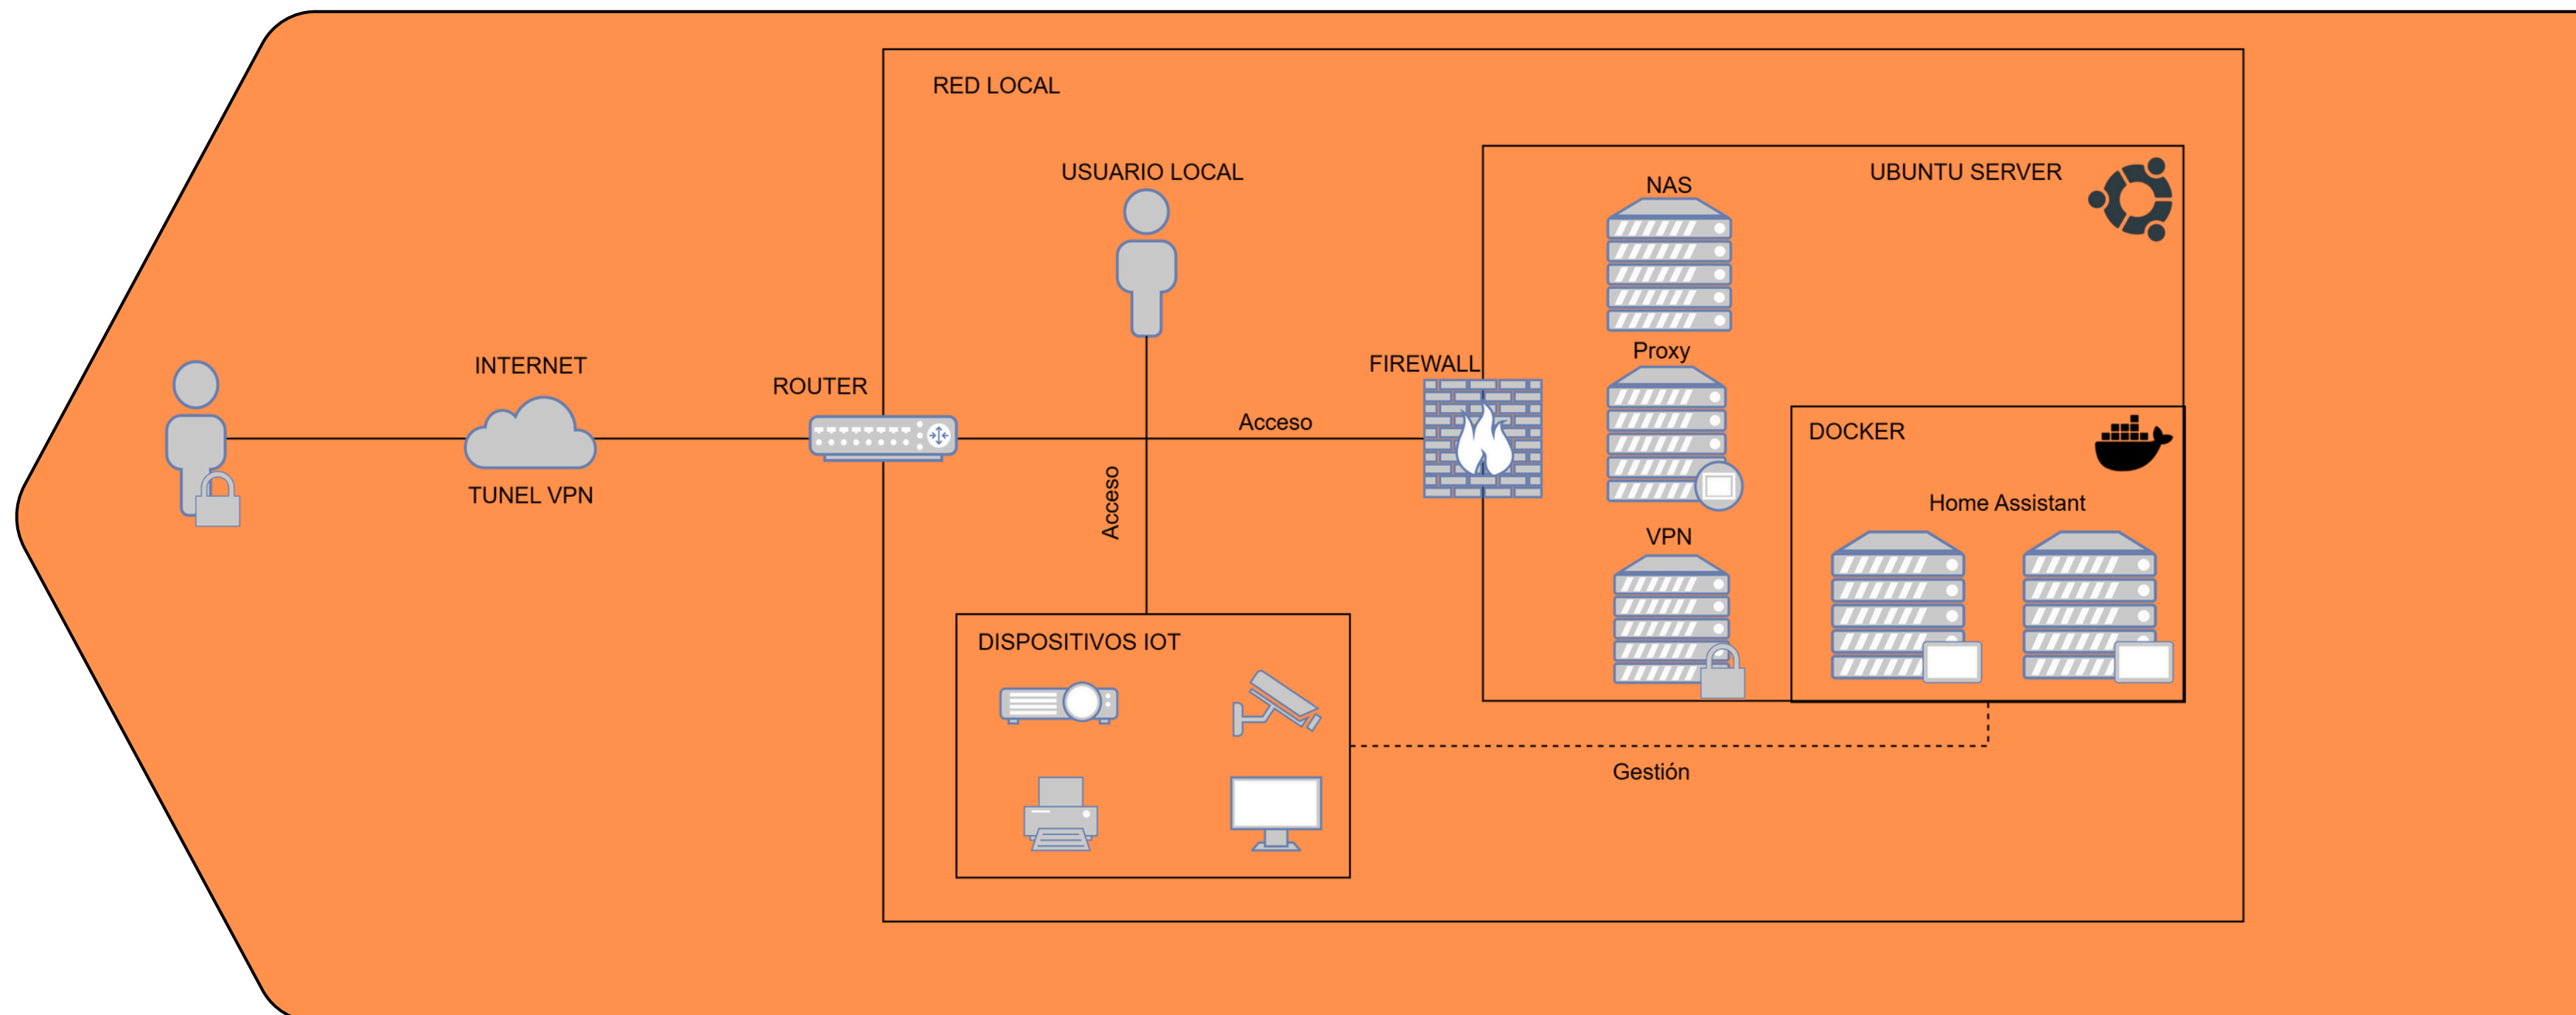 RED LOCAL
USUARIO LOCAL
UBUNTU SERVER
NAS
Proxy
FIREWALL
INTERNET
ROUTER
Acceso
DOCKER
TUNEL VPN
Acceso
Home Assistant
VPN
DISPOSITIVOS IOT
Gestión